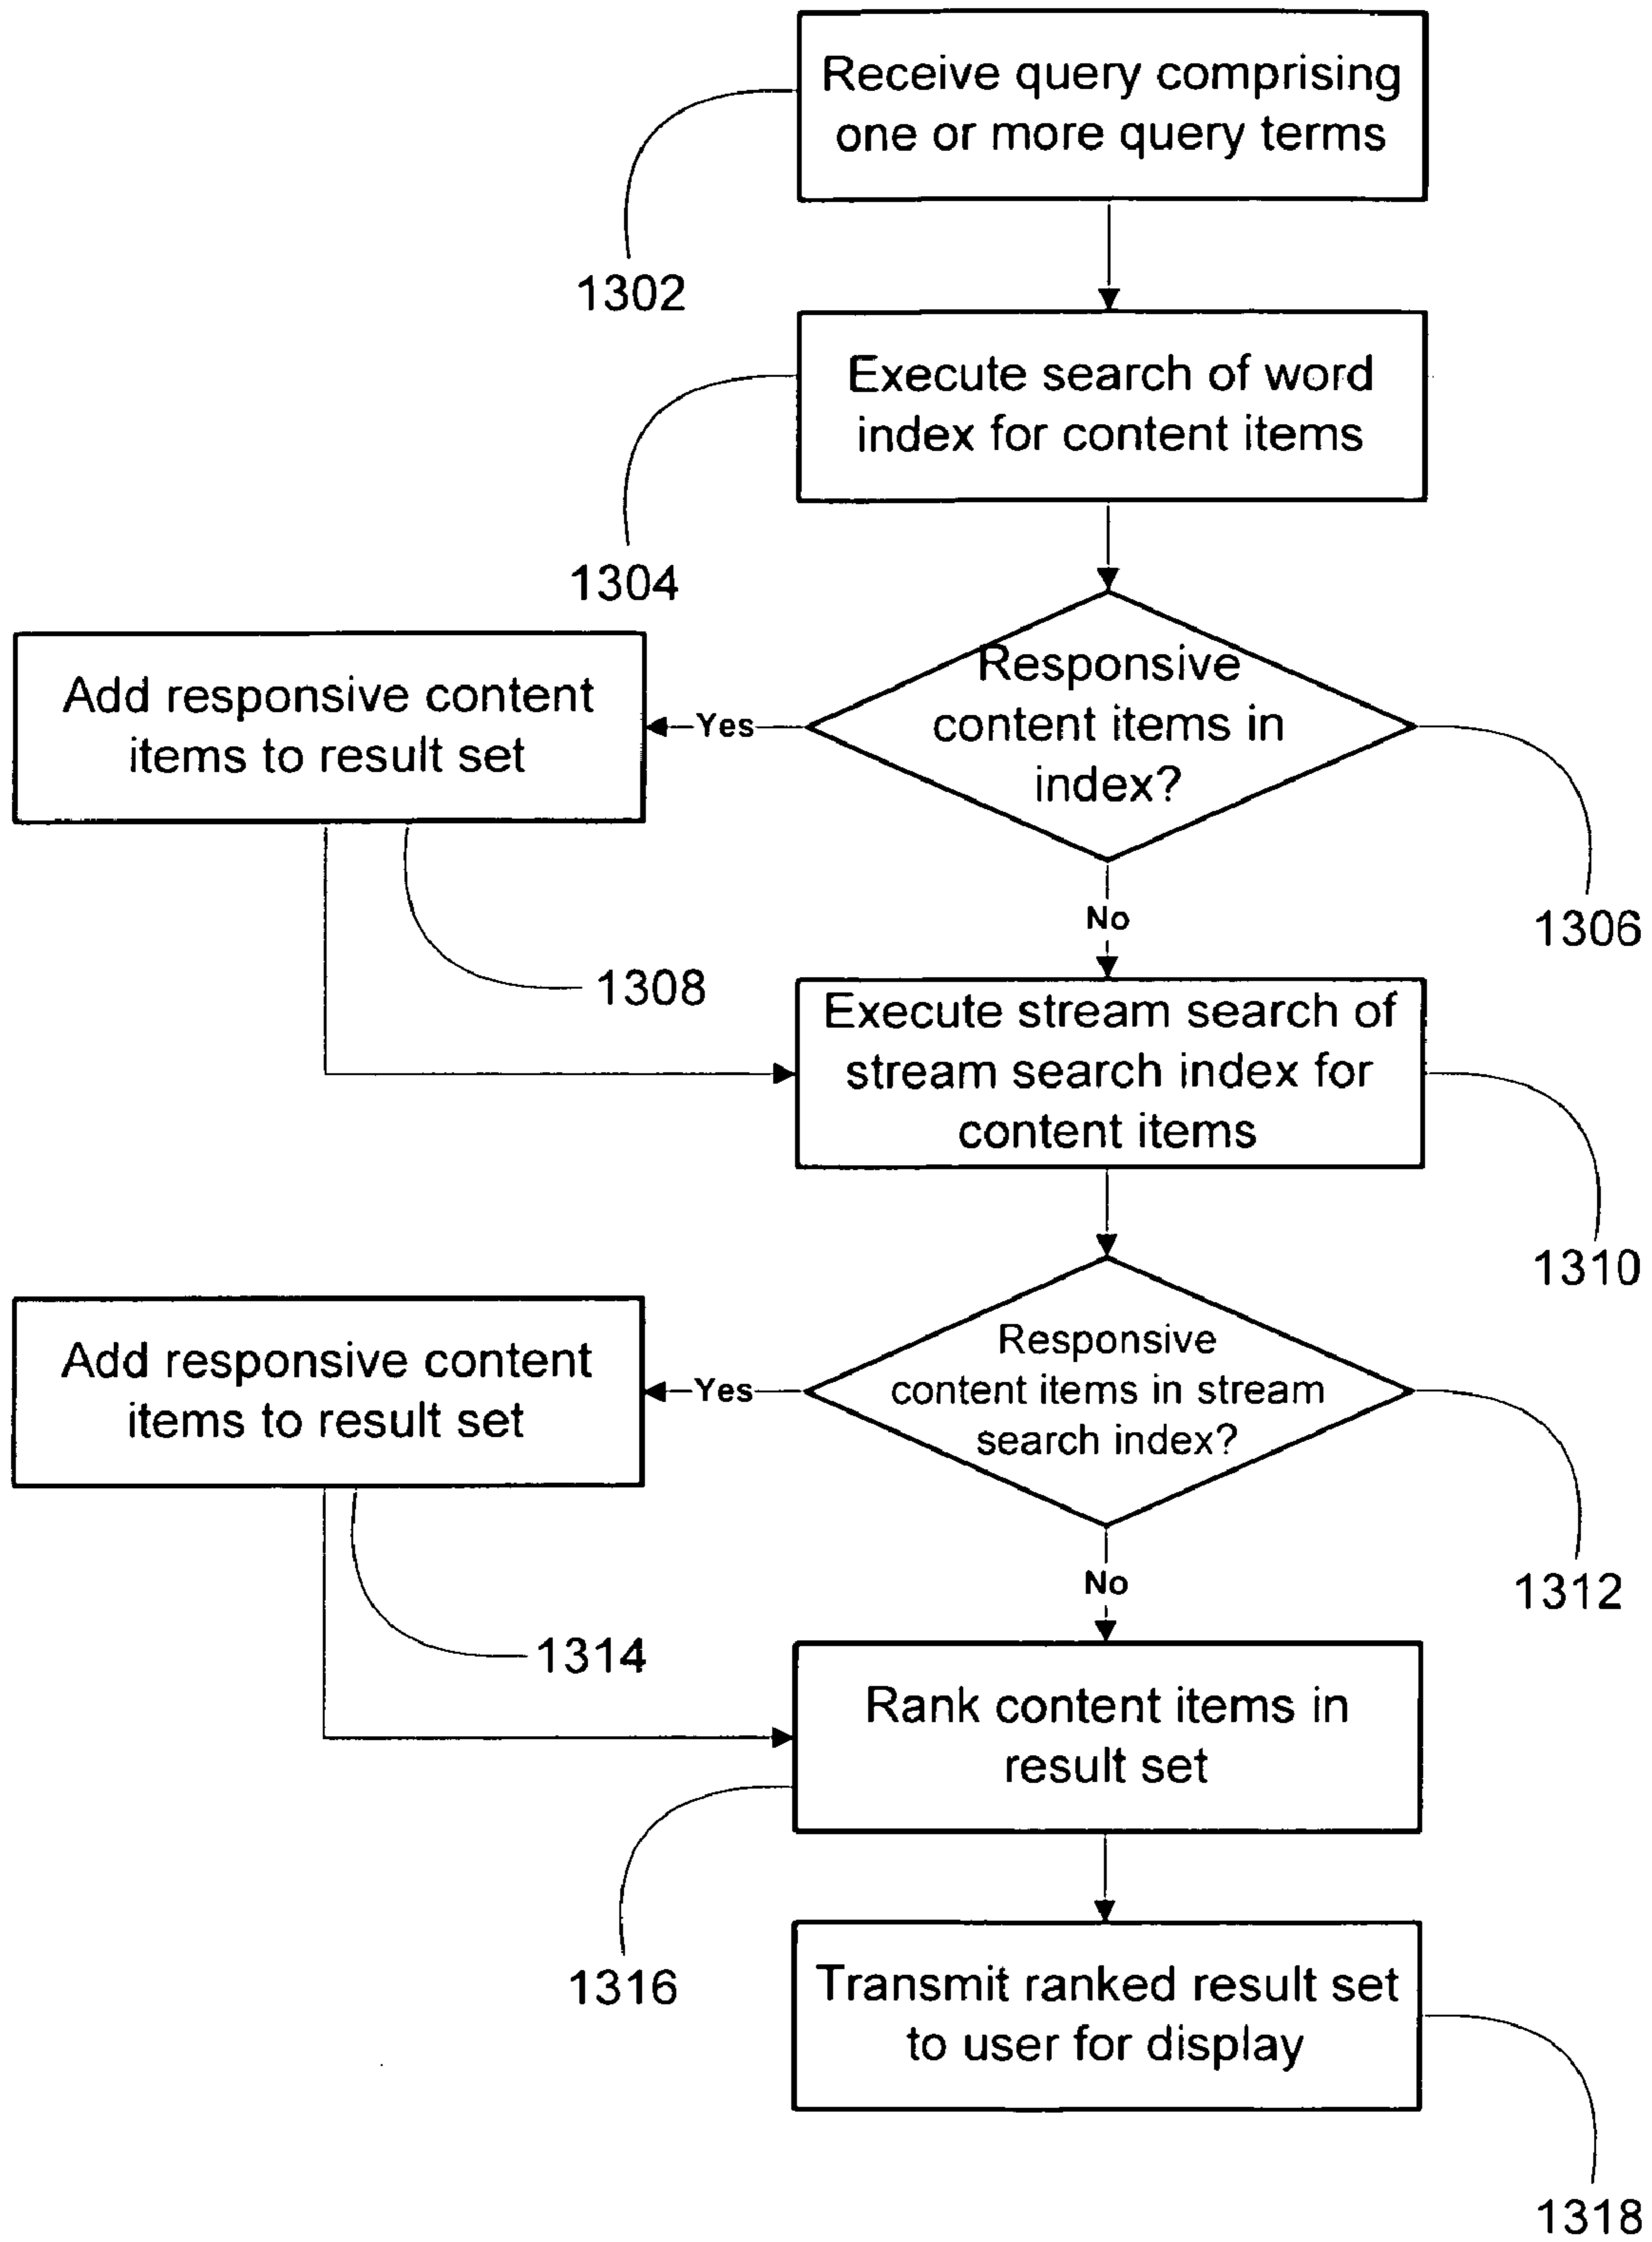 Receive query comprising
one or more query terms
1302
Execute search of word
index for content items
1304
Responsive
content items in
index?
Yes
Add responsive content
items to result set
1306
No
1308
Execute stream search of
stream search index for
content items
1310
Responsive
content items in stream
search index?
Yes
Add responsive content
items to result set
1312
No
1314
Rank content items in
result set
1316
Transmit ranked result set
to user for display
1318